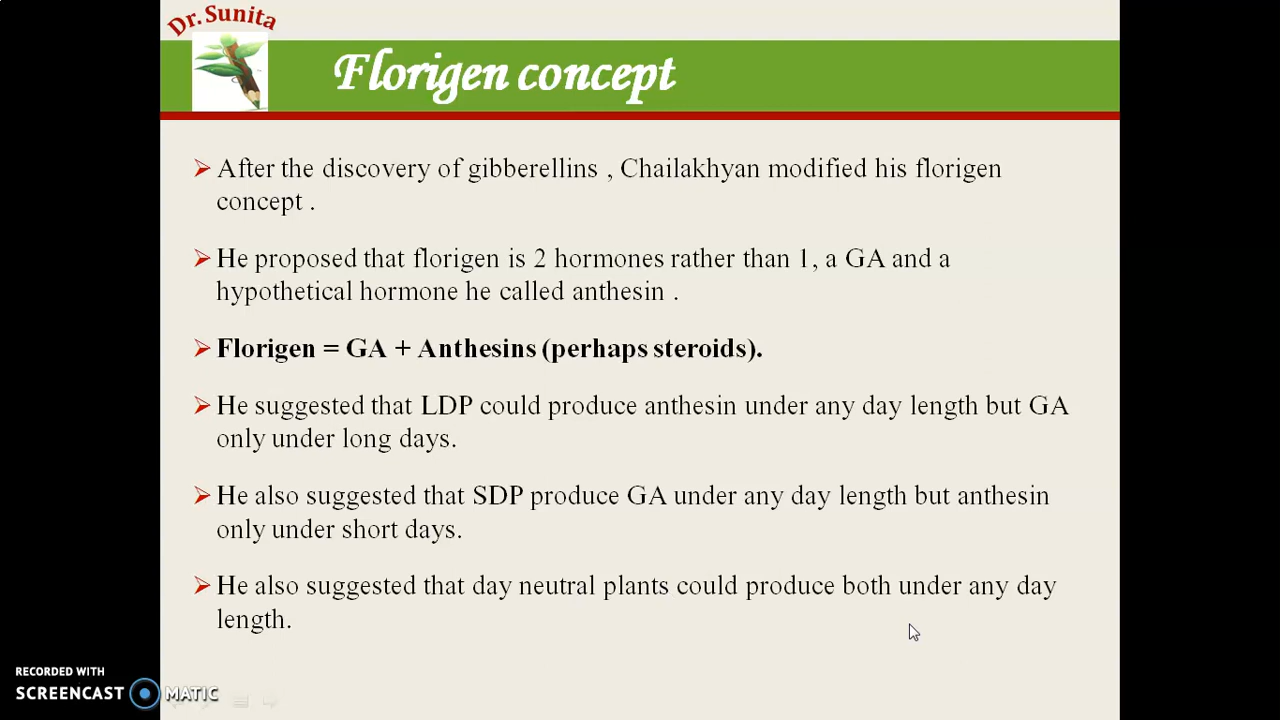 Dr. Sunita
Florigen concept
After the discovery of gibberellins , Chailakhyan modified his florigen
concept .
He proposed that florigen is 2 hormones rather than 1, a GA and a
hypothetical hormone he called anthesin .
Florigen = GA + Anthesins (perhaps steroids).
He suggested that LDP could produce anthesin under any day length but GA
only under long days.
He also suggested that SDP produce GA under any day length but anthesin
only under short days.
He also suggested that day neutral plants could produce both under any day
length.
RECORDED WITH
SCREENCAST MATIC